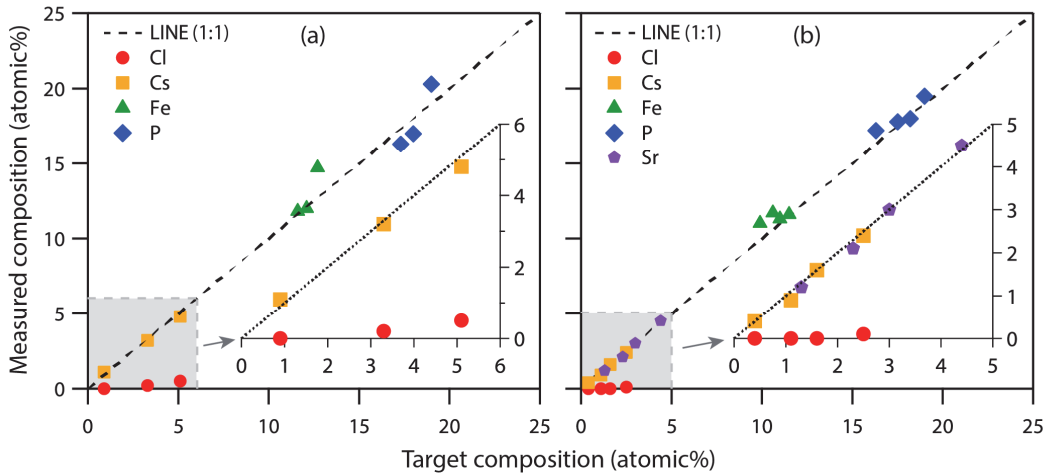 Measured composition (atomic%)
25
20
15
10
5
0
LINE (1:1)
(a)
Cl
Cs
Fe
P
6
4
2
0
0 1 2 3 4 5 6
0 5 10 15 20 25
LINE (1:1)
(b)
Cl
Cs
Fe
P
Sr
5
4
3
2
1
0
0 1 2 3 4 5
0 5 10 15 20 25
Target composition (atomic%)